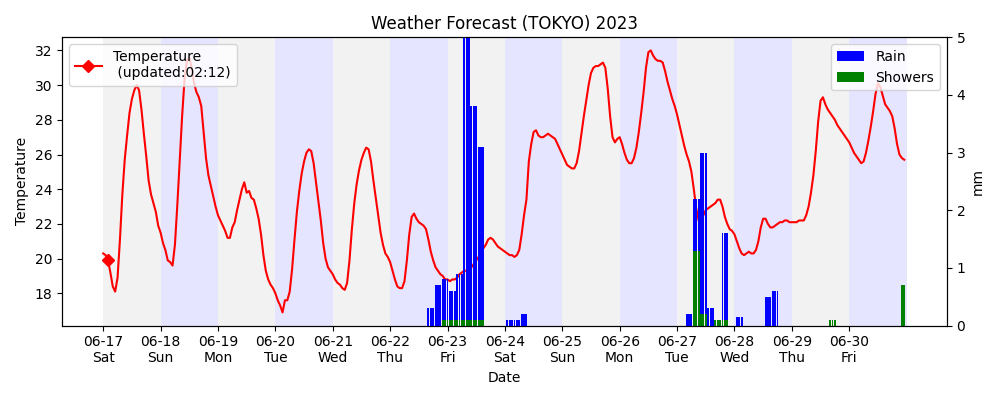 Weather Forecast (TOKYO) 2023
Temperature
(updated:02:12)
Rain
Showers
Temperature
32
30
28
26
24
22
20
18
5
4
3
2
1
0
mm
06-17 06-18 06-19 06-20 06-21 06-22 06-23 06-24 06-25 06-26 06-27 06-28 06-29 06-30
Sat Sun Mon Tue Wed Thu Fri Sat Sun Mon Tue Wed Thu Fri
Date